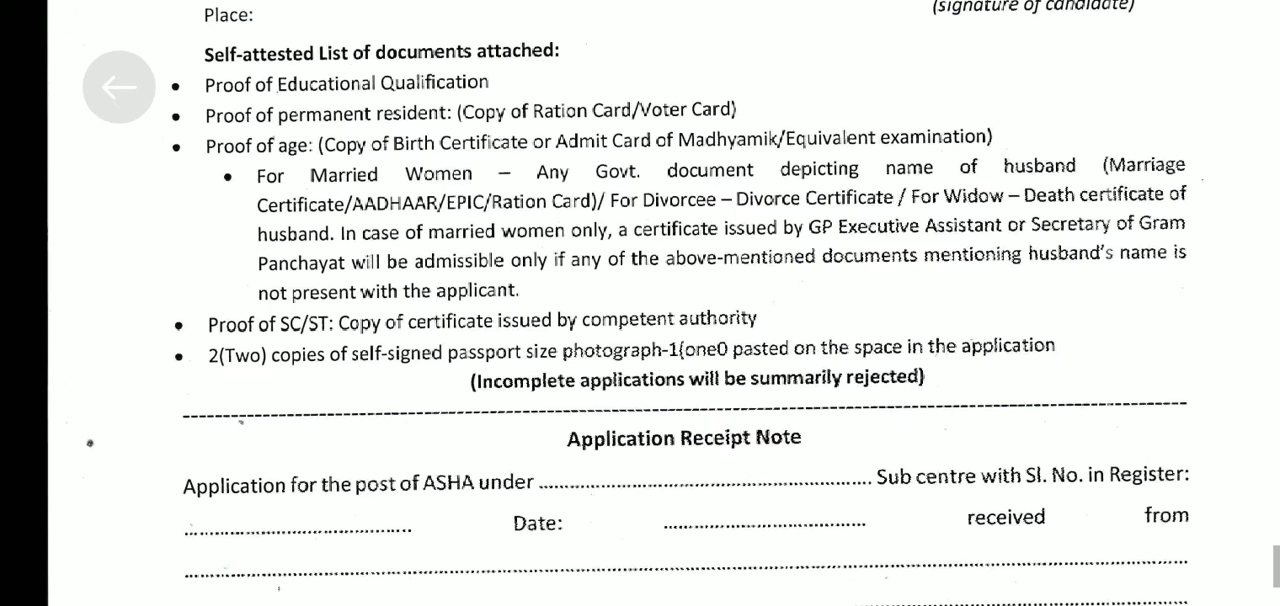 Place:
(signature of candidate)
Self-attested List of documents attached:
• Proof of Educational Qualification
• Proof of permanent resident: (Copy of Ration Card/Voter Card)
• Proof of age: (Copy of Birth Certificate or Admit Card of Madhyamik/Equivalent examination)
• For Married Women – Any Govt. document depicting name of husband (Marriage
Certificate/AADHAAR/EPIC/Ration Card)/ For Divorcee – Divorce Certificate / For Widow – Death certificate of
husband. In case of married women only, a certificate issued by GP Executive Assistant or Secretary of Gram
Panchayat will be admissible only if any of the above-mentioned documents mentioning husband's name is
not present with the applicant.
• Proof of SC/ST: Copy of certificate issued by competent authority
• 2(Two) copies of self-signed passport size photograph-1(one0 pasted on the space in the application
(Incomplete applications will be summarily rejected)
Application Receipt Note
Application for the post of ASHA under ........................................................ Sub centre with Sl. No. in Register:
...................................... Date: .................................. received from